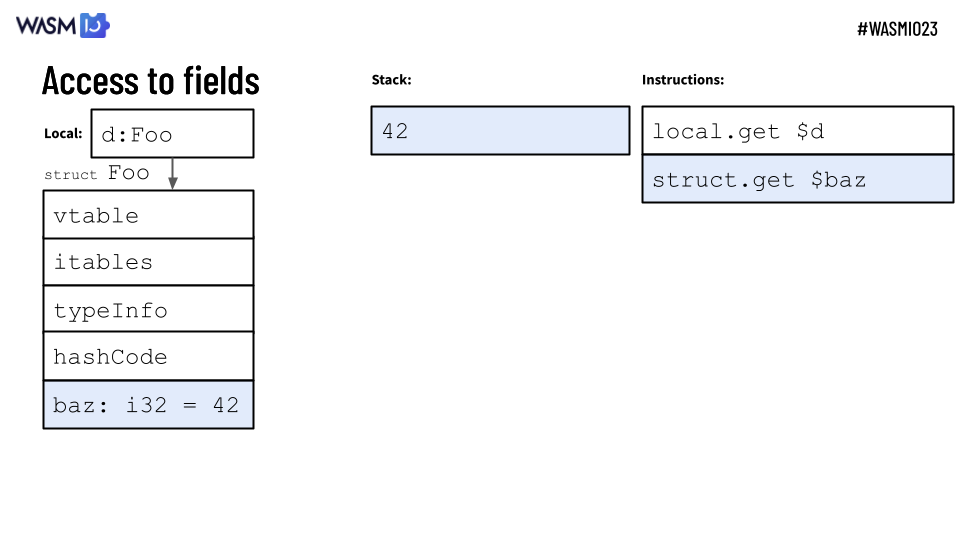 WASM IO
#WASMIO23
Access to fields
Local:
d:Foo
struct Foo
vtable
itables
typeInfo
hashCode
baz: i32 = 42
Stack:
42
Instructions:
local.get $d
struct.get $baz